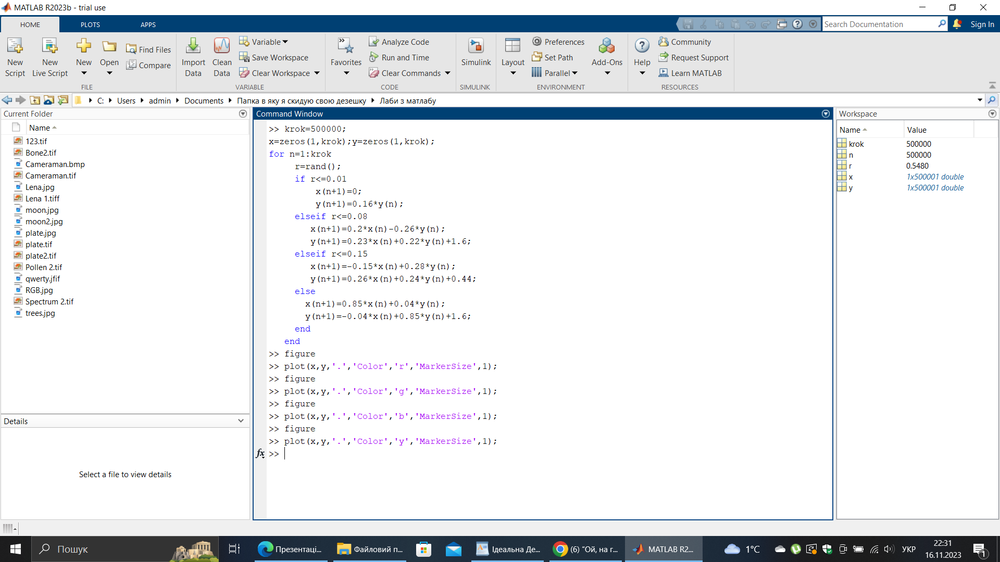 MATLAB R2023b - trial use
HOME
PLOTS
APPS
Search Documentation
Sign In
New Script
New Live Script
New
Open
Find Files
Compare
FILE
Import Data
Clean Data
Variable
Save Workspace
Clear Workspace
VARIABLE
Favorites
Analyze Code
Run and Time
Clear Commands
CODE
Simulink
SIMULINK
Layout
Preferences
Set Path
Parallel
Add-Ons
ENVIRONMENT
Help
Community
Request Support
Learn MATLAB
RESOURCES
C: Users admin Documents Папка в яку я скидую свою дезешку Лаби з матлабу
Current Folder
Name
123.tif
Bone2.tif
Cameraman.bmp
Cameraman.tif
Lena.jpg
Lena 1.tiff
moon.jpg
moon2.jpg
plate.jpg
plate.tif
plate2.tif
Pollen 2.tif
qwerty.jfif
RGB.jpg
Spectrum 2.tif
trees.jpg
Details
Select a file to view details
Command Window
>> krok=500000;
x=zeros(1,krok);y=zeros(1,krok);
for n=1:krok
r=rand();
if r<=0.01
x(n+1)=0;
y(n+1)=0.16*y(n);
elseif r<=0.08
x(n+1)=0.2*x(n)-0.26*y(n);
y(n+1)=0.23*x(n)+0.22*y(n)+1.6;
elseif r<=0.15
x(n+1)=-0.15*x(n)+0.28*y(n);
y(n+1)=0.26*x(n)+0.24*y(n)+0.44;
else
x(n+1)=0.85*x(n)+0.04*y(n);
y(n+1)=-0.04*x(n)+0.85*y(n)+1.6;
end
end
>> figure
>> plot(x,y,'.','Color','r','MarkerSize',1);
>> figure
>> plot(x,y,'.','Color','g','MarkerSize',1);
>> figure
>> plot(x,y,'.','Color','b','MarkerSize',1);
>> figure
>> plot(x,y,'.','Color','y','MarkerSize',1);
fx >>
Workspace
Name Value
krok 500000
n 500000
r 0.5480
x 1x500001 double
y 1x500001 double
Пошук
Презентаці...
Файловий п...
Ідеальна Де...
(6) "Ой, на г...
MATLAB R2...
1°C
УКР
22:31
16.11.2023
1